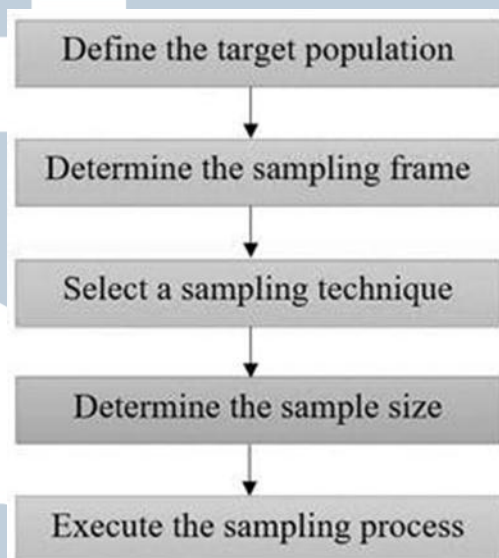 Define the target population
Determine the sampling frame
Select a sampling technique
Determine the sample size
Execute the sampling process